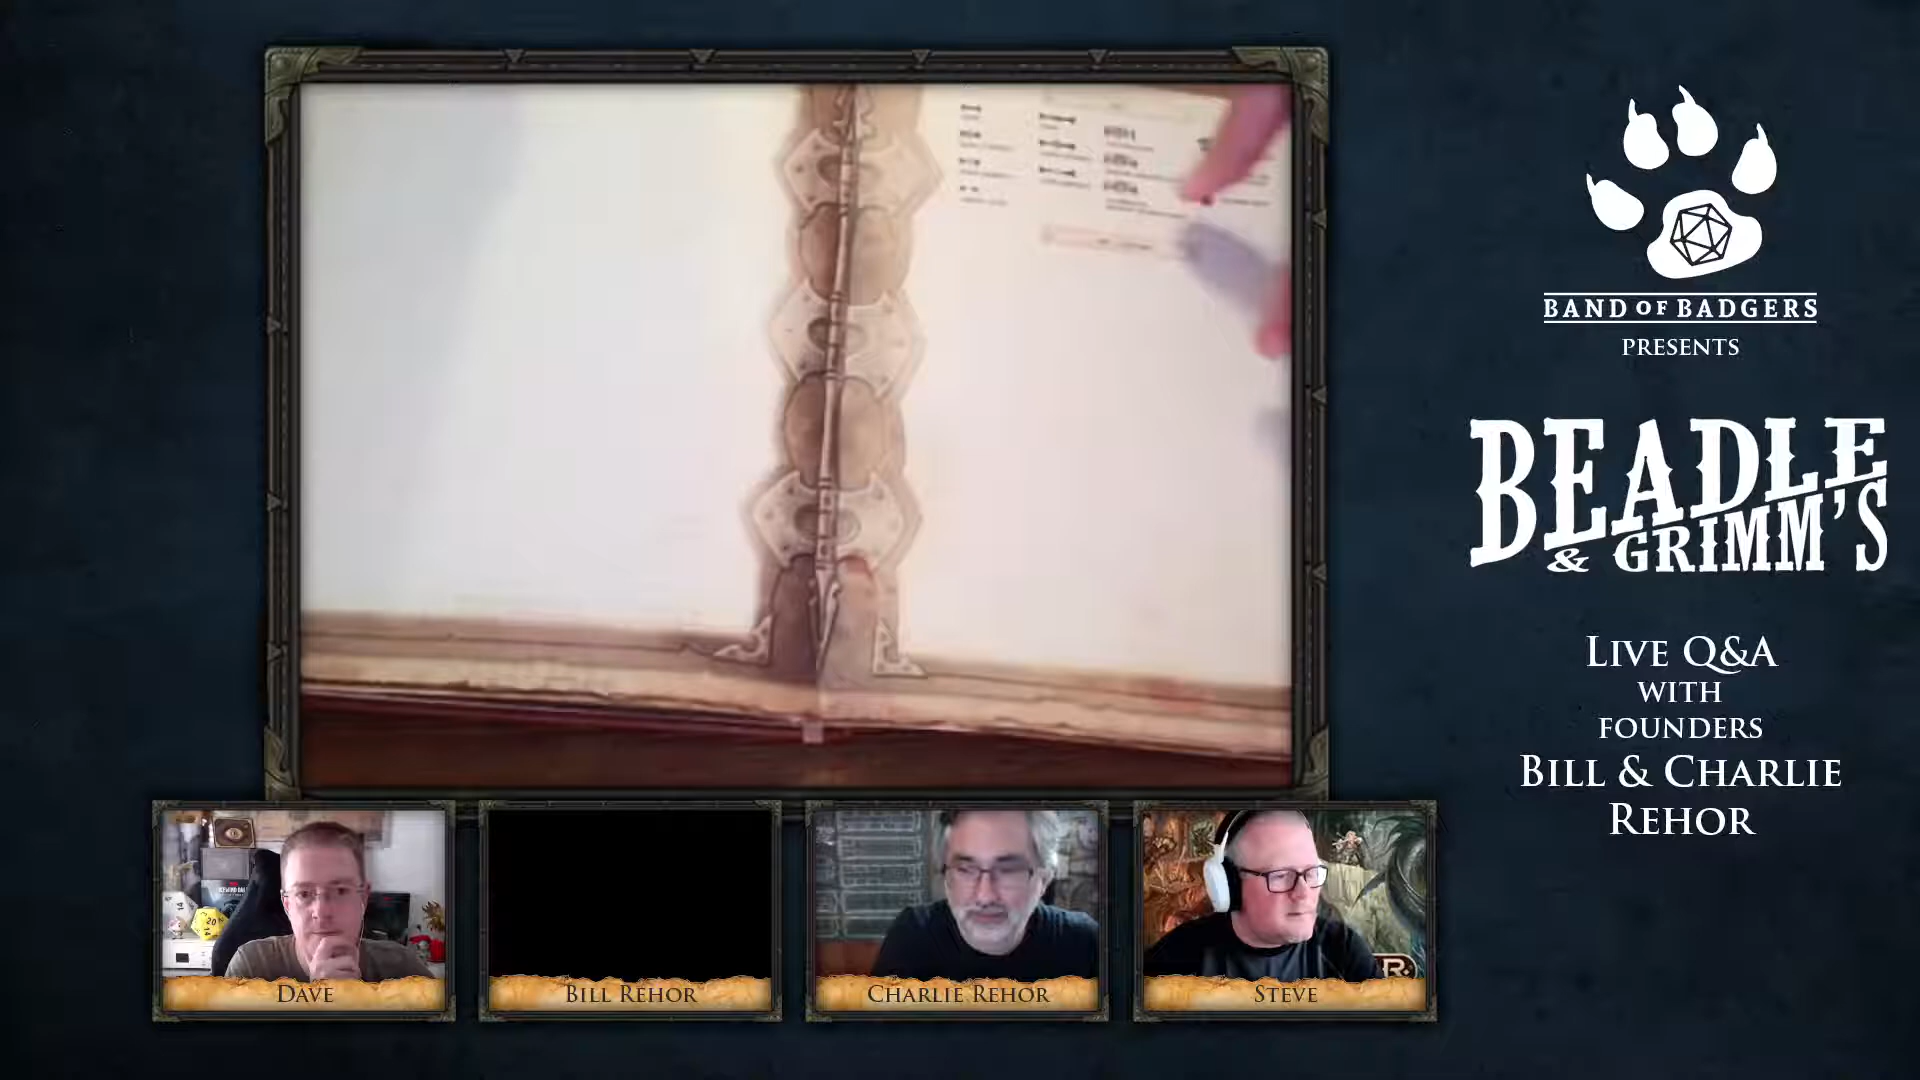 BAND OF BADGERS
PRESENTS
BEADLE
& GRIMM'S
LIVE Q&A
WITH
FOUNDERS
BILL & CHARLIE
REHOR
DAVE
BILL REHOR
CHARLIE REHOR
STEVE